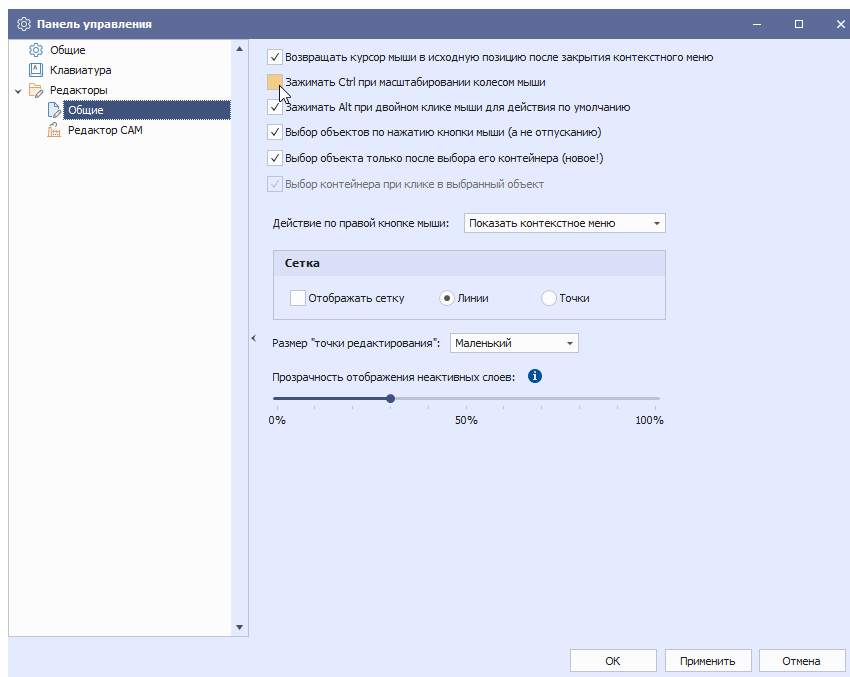 Панель управления
Общие
Клавиатура
Редакторы
Общие
Редактор CAM
Возвращать курсор мыши в исходную позицию после закрытия контекстного меню
Зажимать Ctrl при масштабировании колесом мыши
Зажимать Alt при двойном клике мыши для действия по умолчанию
Выбор объектов по нажатию кнопки мыши (а не отпусканию)
Выбор объекта только после выбора его контейнера (новое!)
Выбор контейнера при клике в выбранный объект
Действие по правой кнопке мыши: Показать контекстное меню
Сетка
Отображать сетку Линии Точки
Размер "точки редактирования": Маленький
Прозрачность отображения неактивных слоев:
0% 50% 100%
ОК Применить Отмена